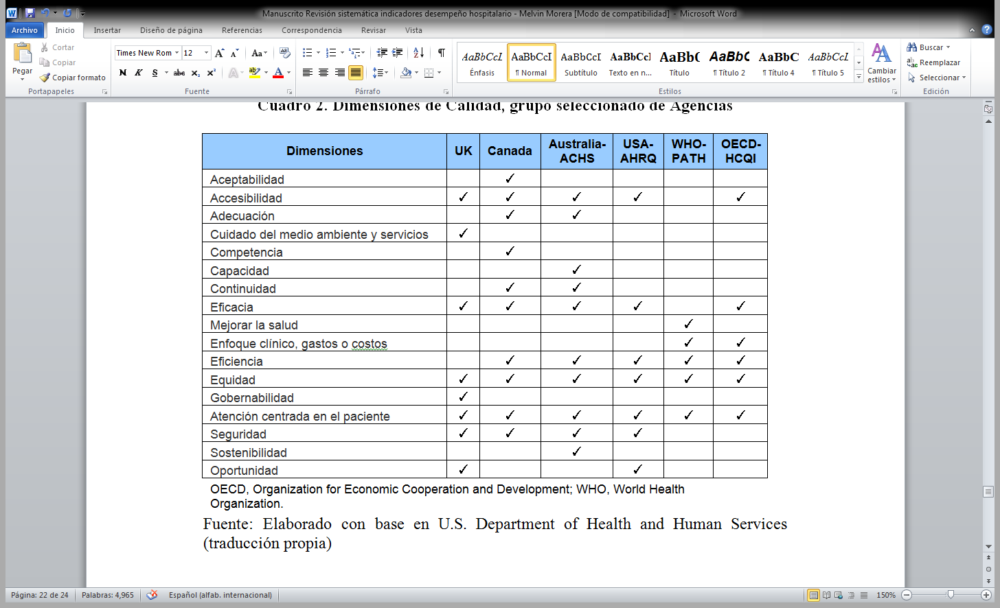 Manuscrito Revisión sistemática indicadores desempeño hospitalario - Melvin Morera [Modo de compatibilidad] - Microsoft Word
Archivo Inicio Insertar Diseño de página Referencias Correspondencia Revisar Vista
Pegar
Cortar
Copiar
Copiar formato
Portapapeles
Times New Rom 12
N K S abc x₂ x²
Fuente
Párrafo
AaBbCcI Énfasis
AaBbCcI ¶ Normal
AaBbCcI Subtítulo
AaBbCcI Texto en n...
AaBb( Título
AaBbC ¶ Título 2
AaBbC ¶ Título 4
AaBbCcI ¶ Título 5
Cambiar estilos
Estilos
Buscar
Reemplazar
Seleccionar
Edición
Cuadro 2. Dimensiones de Calidad, grupo seleccionado de Agencias
Dimensiones UK Canada Australia-ACHS USA-AHRQ WHO-PATH OECD-HCQI
Aceptabilidad ✓
Accesibilidad ✓ ✓ ✓ ✓ ✓
Adecuación ✓ ✓
Cuidado del medio ambiente y servicios ✓
Competencia ✓
Capacidad ✓
Continuidad ✓ ✓
Eficacia ✓ ✓ ✓ ✓ ✓
Mejorar la salud ✓
Enfoque clínico, gastos o costos ✓ ✓
Eficiencia ✓ ✓ ✓ ✓ ✓
Equidad ✓ ✓ ✓ ✓ ✓ ✓
Gobernabilidad ✓
Atención centrada en el paciente ✓ ✓ ✓ ✓ ✓ ✓
Seguridad ✓ ✓ ✓ ✓
Sostenibilidad ✓
Oportunidad ✓ ✓
OECD, Organization for Economic Cooperation and Development; WHO, World Health
Organization.
Fuente: Elaborado con base en U.S. Department of Health and Human Services
(traducción propia)
Página: 22 de 24 Palabras: 4,965 Español (alfab. internacional) 150%